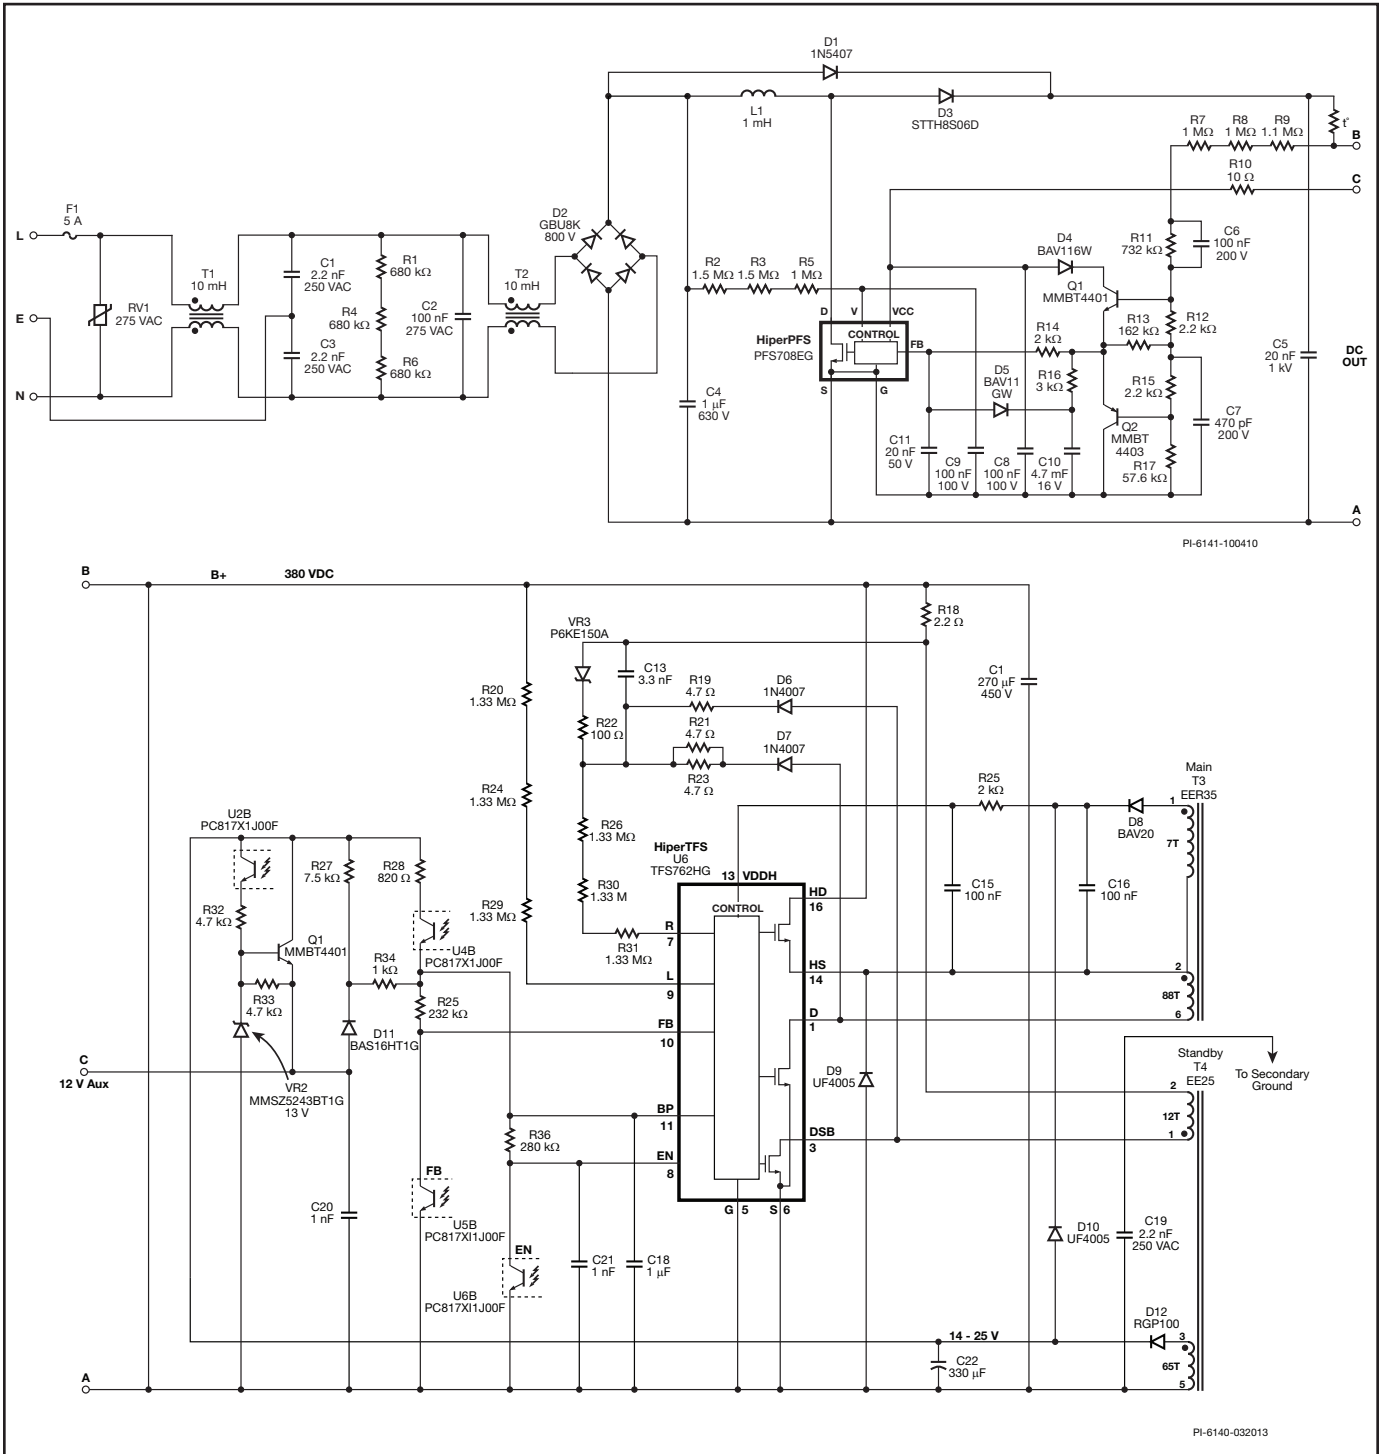 D1
1N5407
L1
1 mH
D3
STTH8S06D
R7
1 MΩ
R8
1 MΩ
R9
1.1 MΩ
t°
B
R10
10 Ω
C
F1
5 A
L
E
N
RV1
275 VAC
T1
10 mH
C1
2.2 nF
250 VAC
C3
2.2 nF
250 VAC
R1
680 kΩ
R4
680 kΩ
R6
680 kΩ
C2
100 nF
275 VAC
T2
10 mH
D2
GBU8K
800 V
R2
1.5 MΩ
R3
1.5 MΩ
R5
1 MΩ
C4
1 µF
630 V
HiperPFS
PFS708EG
D
V
VCC
CONTROL
FB
S
G
D4
BAV116W
Q1
MMBT4401
R11
732 kΩ
C6
100 nF
200 V
R14
2 kΩ
R13
162 kΩ
R12
2.2 kΩ
R16
3 kΩ
D5
BAV11
GW
R15
2.2 kΩ
Q2
MMBT
4403
C7
470 pF
200 V
R17
57.6 kΩ
C11
20 nF
50 V
C9
100 nF
100 V
C8
100 nF
100 V
C10
4.7 mF
16 V
C5
20 nF
1 kV
DC
OUT
A
PI-6141-100410
B
B+
380 VDC
R18
2.2 Ω
VR3
P6KE150A
C13
3.3 nF
R19
4.7 Ω
D6
1N4007
R20
1.33 MΩ
R22
100 Ω
R21
4.7 Ω
D7
1N4007
R23
4.7 Ω
C1
270 µF
450 V
R24
1.33 MΩ
R26
1.33 MΩ
R25
2 kΩ
D8
BAV20
Main
T3
EER35
1
7T
2
88T
6
U2B
PC817X1J00F
R27
7.5 kΩ
R28
820 Ω
R32
4.7 kΩ
R29
1.33 MΩ
R30
1.33 M
R31
1.33 MΩ
HiperTFS
U6
TFS762HG
13 VDDH
CONTROL
HD
16
HS
14
D
1
DSB
3
R
7
L
9
FB
10
BP
11
EN
8
G 5
S 6
C15
100 nF
C16
100 nF
Q1
MMBT4401
U4B
PC817X1J00F
R34
1 kΩ
R33
4.7 kΩ
R25
232 kΩ
D11
BAS16HT1G
C
12 V Aux
VR2
MMSZ5243BT1G
13 V
D9
UF4005
Standby
T4
EE25
To Secondary
Ground
2
12T
1
R36
280 kΩ
FB
C20
1 nF
U5B
PC817XI1J00F
EN
U6B
PC817XI1J00F
C21
1 nF
C18
1 µF
D10
UF4005
C19
2.2 nF
250 VAC
D12
RGP100
14 - 25 V
C22
330 µF
3
65T
5
A
PI-6140-032013